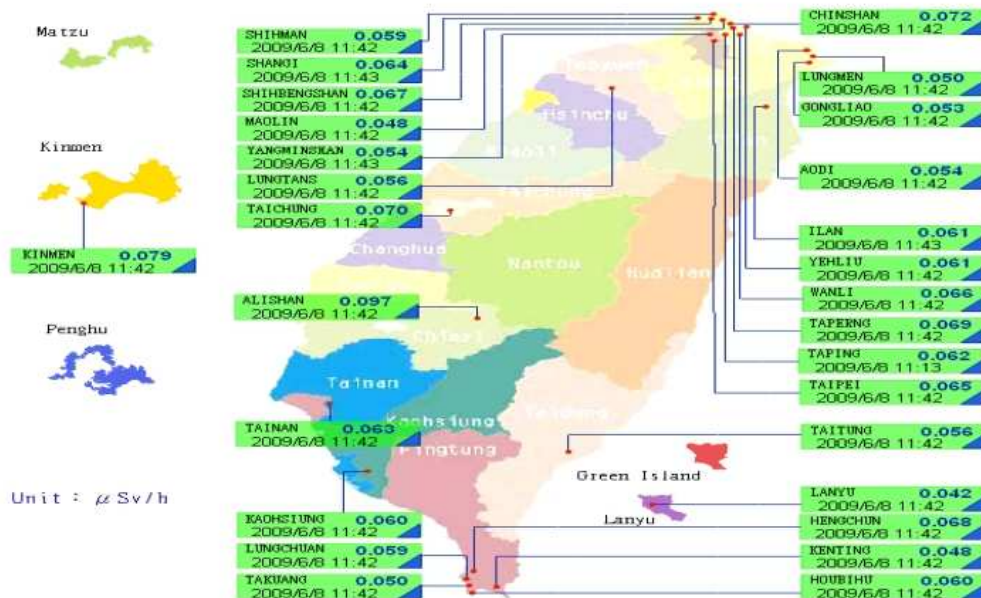 Matzu
Kinmen
KINMEN 0.079
2009/6/8 11:42
Penghu
Unit : μSv/h
SHIHMAN 0.059
2009/6/8 11:42
SHANGI 0.064
2009/6/8 11:43
SHIHBENGSHAN 0.067
2009/6/8 11:42
MAOLIN 0.048
2009/6/8 11:42
YANGMINSHAN 0.054
2009/6/8 11:43
LUNGTANS 0.056
2009/6/8 11:42
TAICHUNG 0.070
2009/6/8 11:42
ALISHAN 0.097
2009/6/8 11:42
TAINAN 0.063
2009/6/8 11:42
KAOHSIUNG 0.060
2009/6/8 11:42
LUNGCHUAN 0.059
2009/6/8 11:42
TAKUANG 0.050
2009/6/8 11:42
Hsinchu
Changhua
Nantou
Hualian
Chiayi
Tainan
Kaohsiung
Taidong
Pingtung
Green Island
Lanyu
CHINSHAN 0.072
2009/6/8 11:42
LUNGMEN 0.050
2009/6/8 11:42
GONGLIAO 0.053
2009/6/8 11:42
AODI 0.054
2009/6/8 11:42
ILAN 0.061
2009/6/8 11:43
YEHLIU 0.061
2009/6/8 11:42
WANLI 0.066
2009/6/8 11:42
TAPERNG 0.069
2009/6/8 11:42
TAPING 0.062
2009/6/8 11:13
TAIPEI 0.065
2009/6/8 11:42
TAITUNG 0.056
2009/6/8 11:42
LANYU 0.042
2009/6/8 11:42
HENGCHUN 0.068
2009/6/8 11:42
KENTING 0.048
2009/6/8 11:42
HOUBIHU 0.060
2009/6/8 11:42